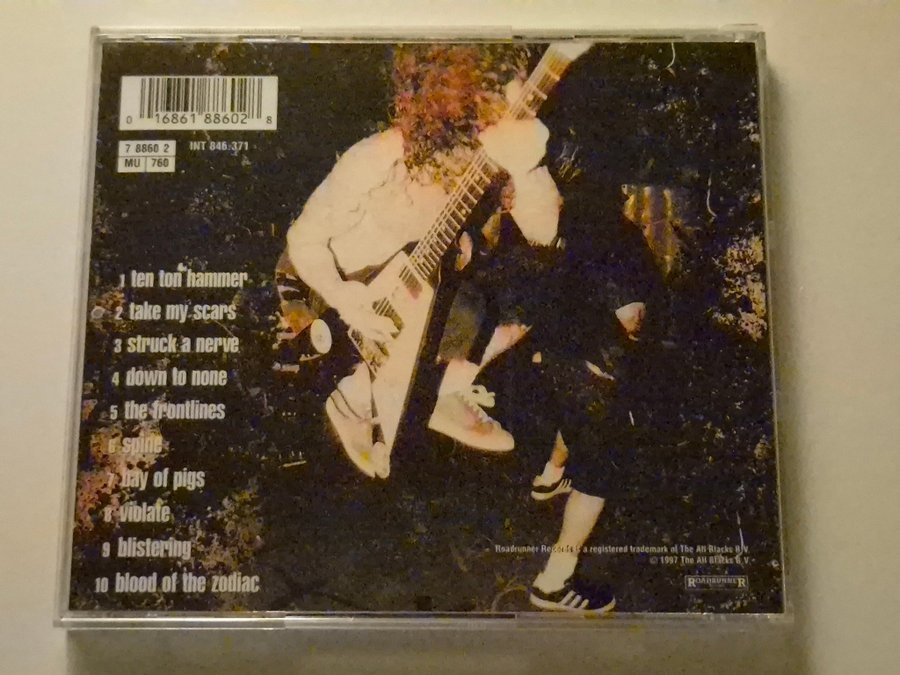 0 16861 88602 8
7 8860 2
MU 760
INT 846.371
1 ten ton hammer
2 take my scars
3 struck a nerve
4 down to none
5 the frontlines
6 spine
7 bay of pigs
8 violate
9 blistering
10 blood of the zodiac
Roadrunner Records is a registered trademark of The All Blacks B.V.
© 1997 The All Blacks B.V.
ROADRUNNER